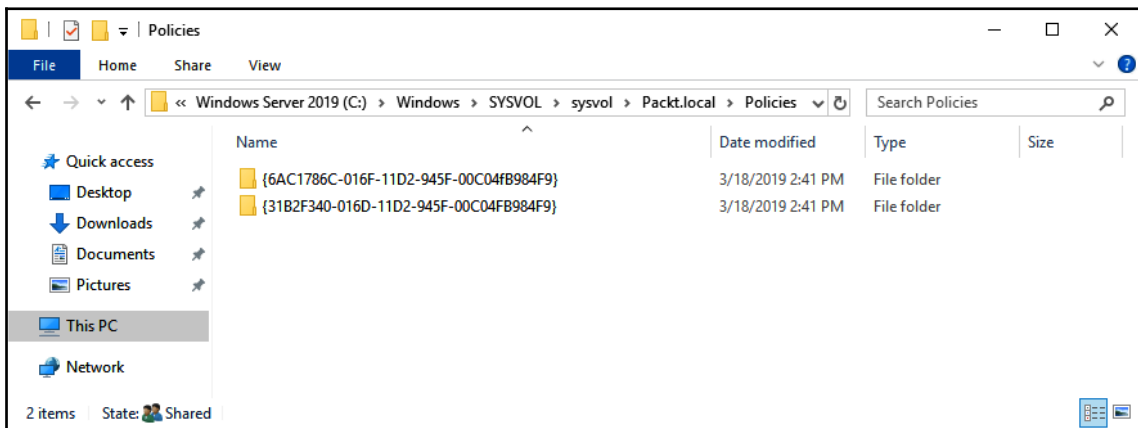 Policies
File Home Share View
« Windows Server 2019 (C:) > Windows > SYSVOL > sysvol > Packt.local > Policies Search Policies
Name Date modified Type Size
Quick access
Desktop
Downloads
Documents
Pictures
This PC
Network
{6AC1786C-016F-11D2-945F-00C04fB984F9} 3/18/2019 2:41 PM File folder
{31B2F340-016D-11D2-945F-00C04FB984F9} 3/18/2019 2:41 PM File folder
2 items State: Shared